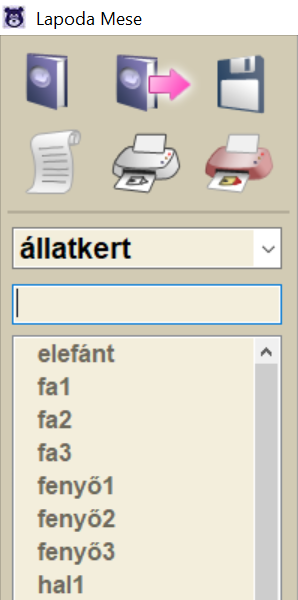 Lapoda Mese
állatkert
elefánt
fa1
fa2
fa3
fenyő1
fenyő2
fenyő3
hal1